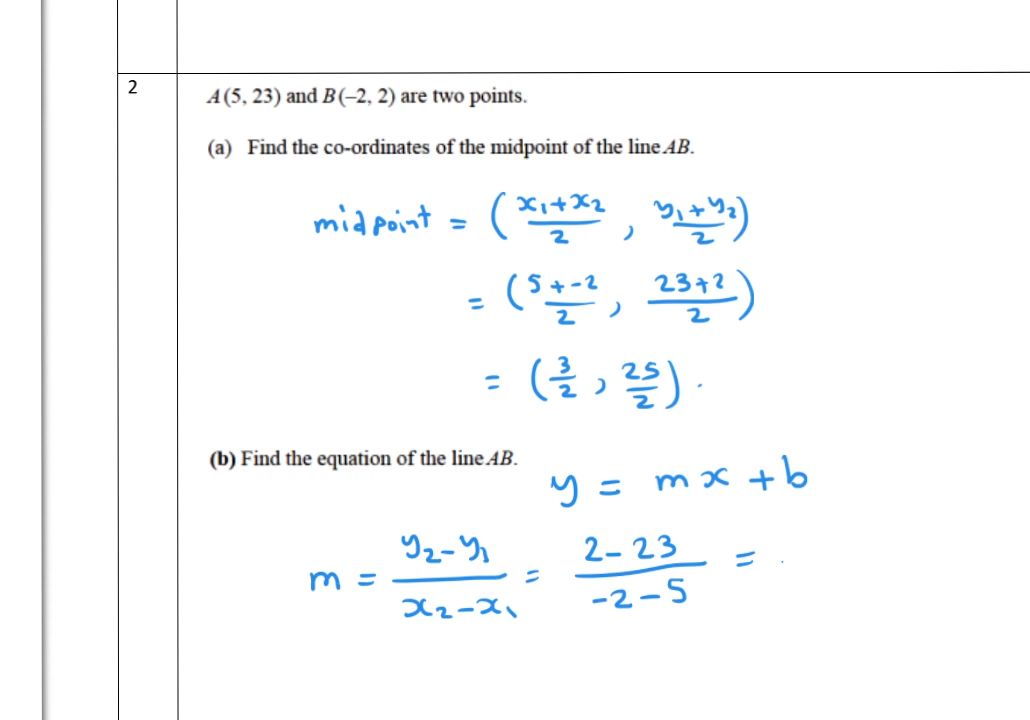 2
A(5, 23) and B(–2, 2) are two points.
(a) Find the co-ordinates of the midpoint of the line AB.
midpoint = ( x₁+x₂/2 , y₁+y₂/2 )
= ( 5+-2/2 , 23+2/2 )
= ( 3/2 , 25/2 ) .
(b) Find the equation of the line AB.
y = mx + b
m = y₂-y₁/x₂-x₁ = 2-23/-2-5 =